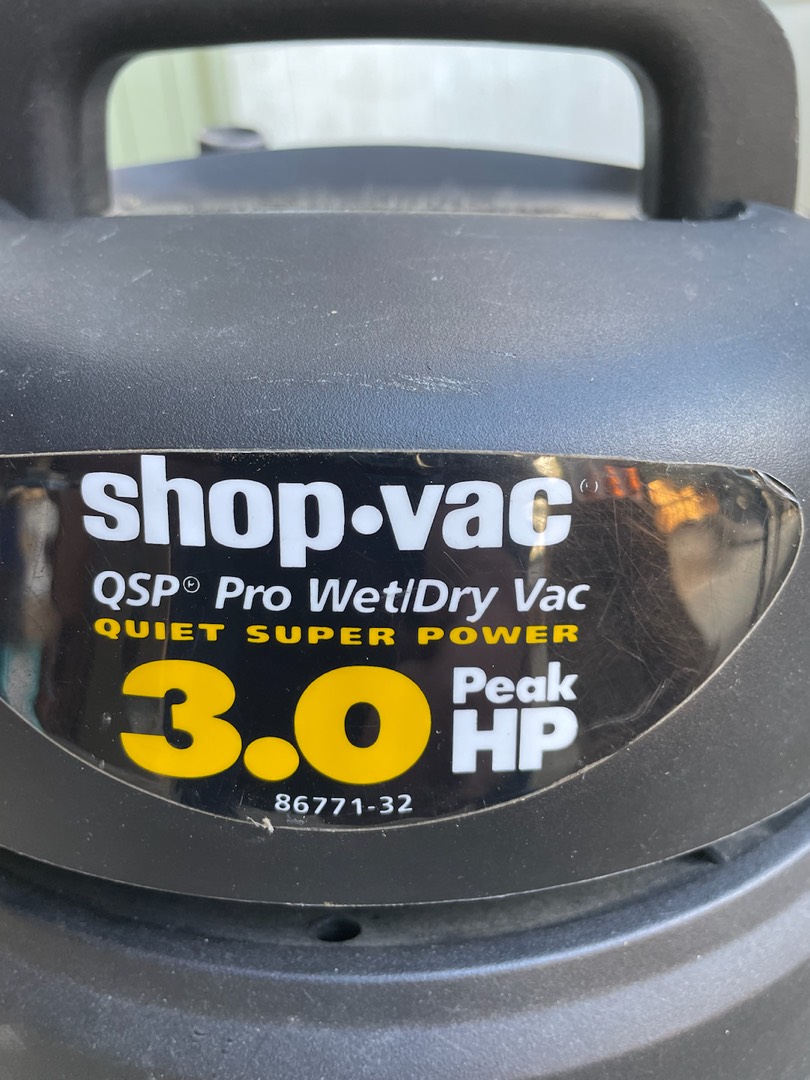 shop·vac
QSP® Pro Wet/Dry Vac
QUIET SUPER POWER
3.0 Peak HP
86771-32